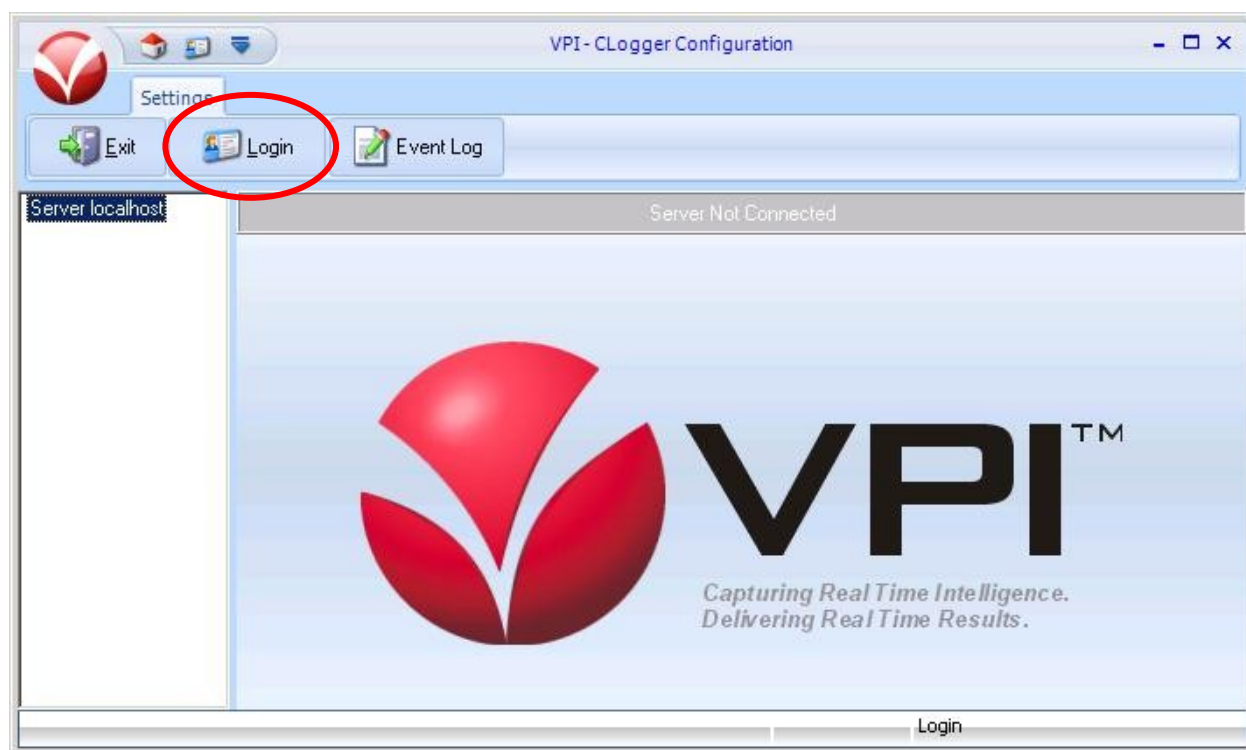 VPI - CLogger Configuration
Settings
Exit Login Event Log
Server localhost
Server Not Connected
VPI™
Capturing Real Time Intelligence.
Delivering Real Time Results.
Login